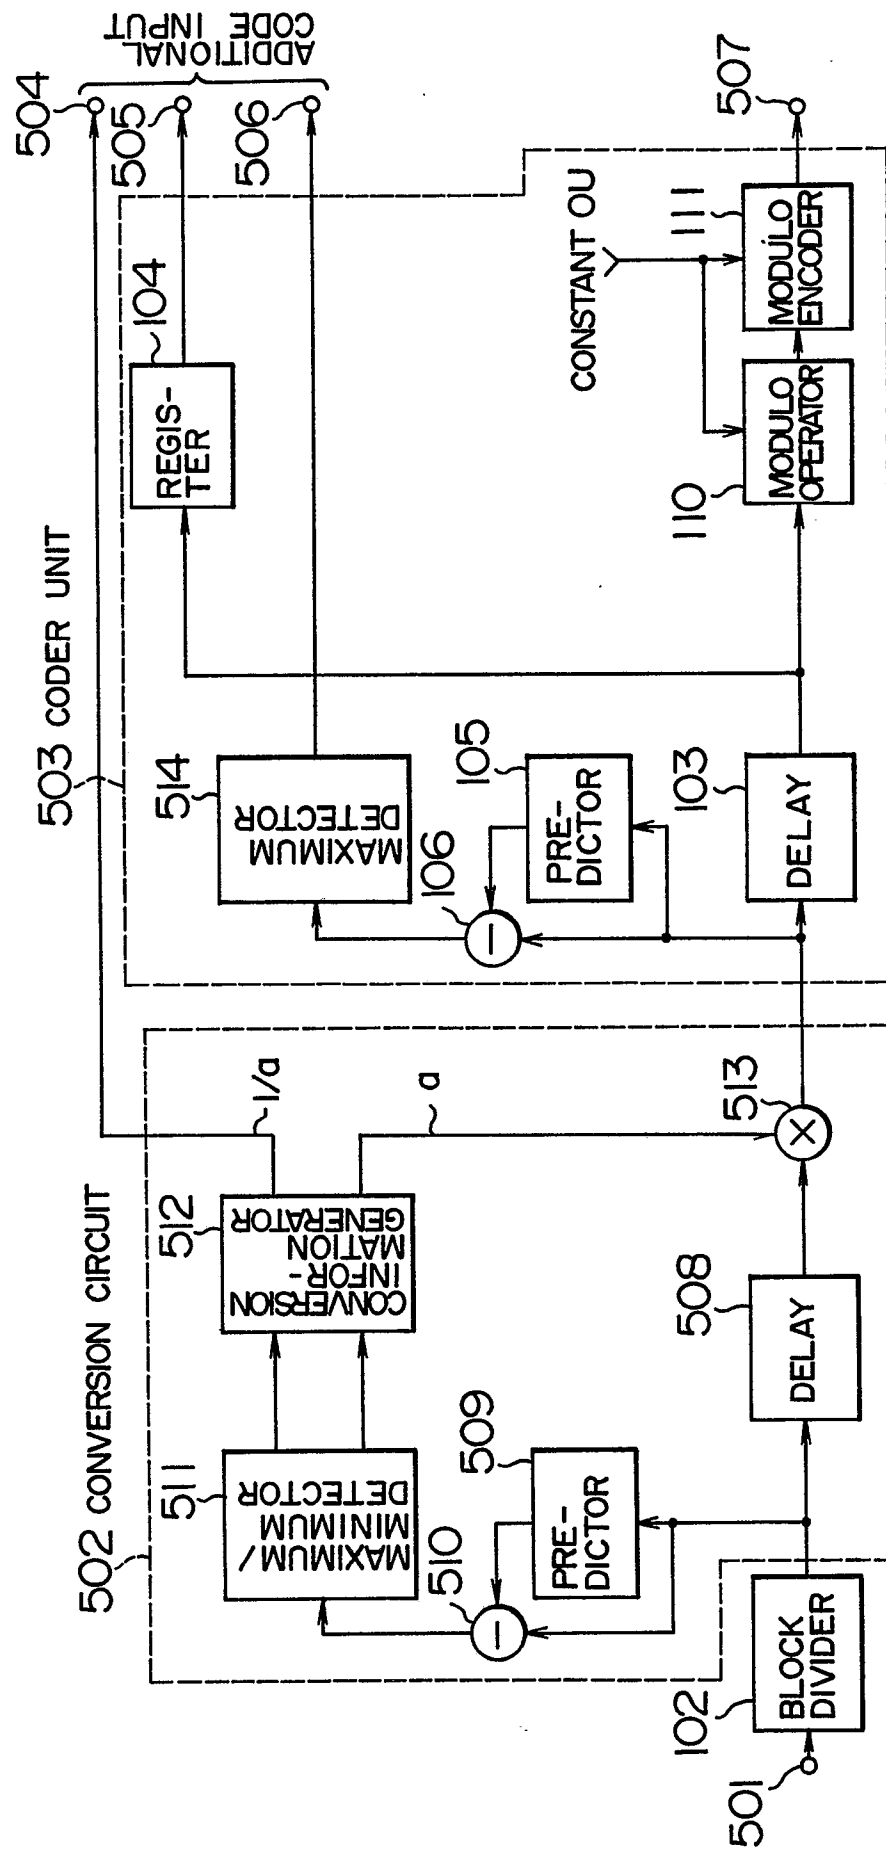 502 CONVERSION CIRCUIT
503 CODER UNIT
504
505
506
ADDITIONAL
CODE INPUT
511
MAXIMUM/
MINIMUM
DETECTOR
512
CONVERSION
INFOR-
MATION
GENERATOR
1/a
a
514
MAXIMUM
DETECTOR
104
REGIS-
TER
510
509
PRE-
DICTOR
106
105
PRE-
DICTOR
CONSTANT OU
501
102
BLOCK
DIVIDER
508
DELAY
513
103
DELAY
110
MODULO
OPERATOR
111
MODULO
ENCODER
507